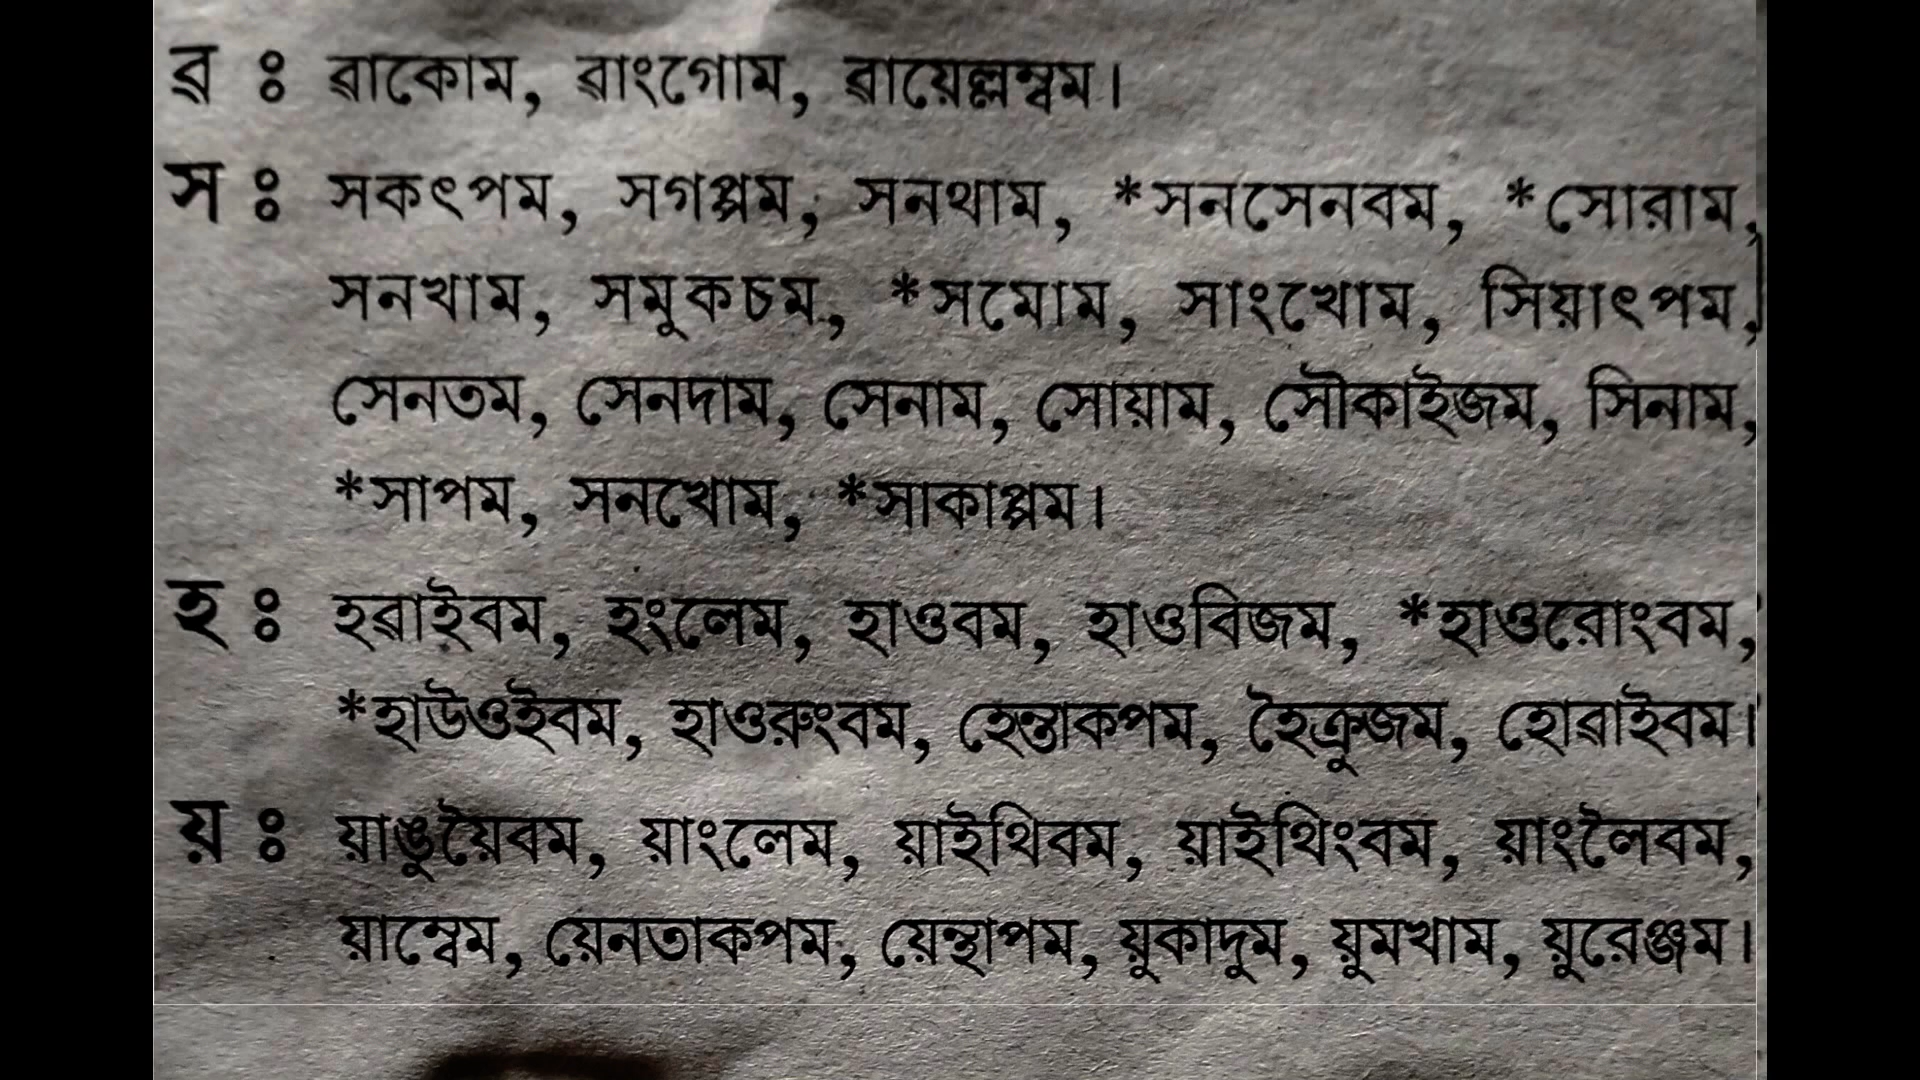 ৱ ঃ ৱাকোম, ৱাংগোম, ৱায়েল্লম্বম।
স ঃ সকৎপম, সগপ্পম, সনথাম, *সনসেনবম, *সোরাম,
সনখাম, সমুকচম, *সমোম, সাংখোম, সিয়াৎপম,
সেনতম, সেনদাম, সেনাম, সোয়াম, সৌকাইজম, সিনাম,
*সাপম, সনখোম, *সাকাপ্পম।
হ ঃ হৱাইবম, হংলেম, হাওবম, হাওবিজম, *হাওরোংবম,
*হাউওইবম, হাওরুংবম, হেন্তাকপম, হৈক্রুজম, হোৱাইবম।
য় ঃ য়াঙুয়ৈবম, য়াংলেম, য়াইথিবম, য়াইথিংবম, য়াংলৈবম,
য়াম্বেম, য়েনতাকপম, য়েন্থাপম, য়ুকাদুম, য়ুমখাম, য়ুরেঞ্জম।